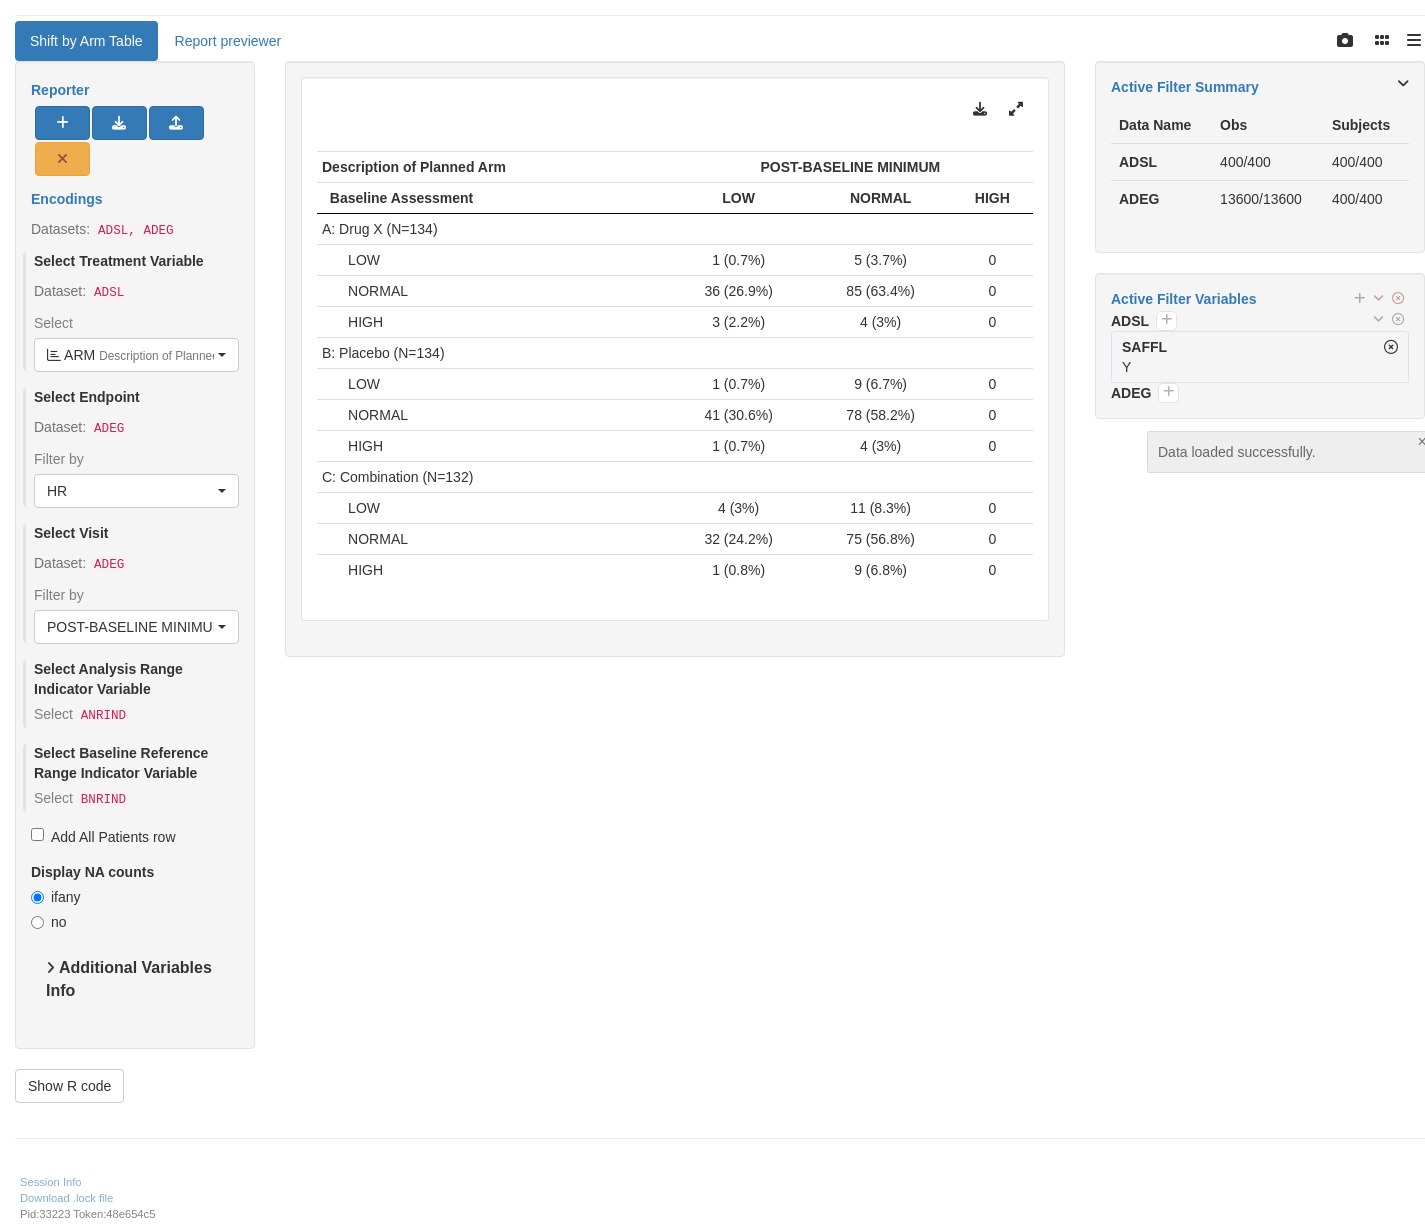 Shift by Arm Table
Report previewer
Reporter
Encodings
Datasets: ADSL, ADEG
Select Treatment Variable
Dataset: ADSL
Select
ARM Description of Planned
Select Endpoint
Dataset: ADEG
Filter by
HR
Select Visit
Dataset: ADEG
Filter by
POST-BASELINE MINIMU
Select Analysis Range
Indicator Variable
Select ANRIND
Select Baseline Reference
Range Indicator Variable
Select BNRIND
Add All Patients row
Display NA counts
ifany
no
Additional Variables
Info
Show R code
Description of Planned Arm POST-BASELINE MINIMUM
Baseline Assessment LOW NORMAL HIGH
A: Drug X (N=134)
LOW 1 (0.7%) 5 (3.7%) 0
NORMAL 36 (26.9%) 85 (63.4%) 0
HIGH 3 (2.2%) 4 (3%) 0
B: Placebo (N=134)
LOW 1 (0.7%) 9 (6.7%) 0
NORMAL 41 (30.6%) 78 (58.2%) 0
HIGH 1 (0.7%) 4 (3%) 0
C: Combination (N=132)
LOW 4 (3%) 11 (8.3%) 0
NORMAL 32 (24.2%) 75 (56.8%) 0
HIGH 1 (0.8%) 9 (6.8%) 0
Active Filter Summary
Data Name Obs Subjects
ADSL 400/400 400/400
ADEG 13600/13600 400/400
Active Filter Variables
ADSL
SAFFL
Y
ADEG
Data loaded successfully.
Session Info
Download .lock file
Pid:33223 Token:48e654c5